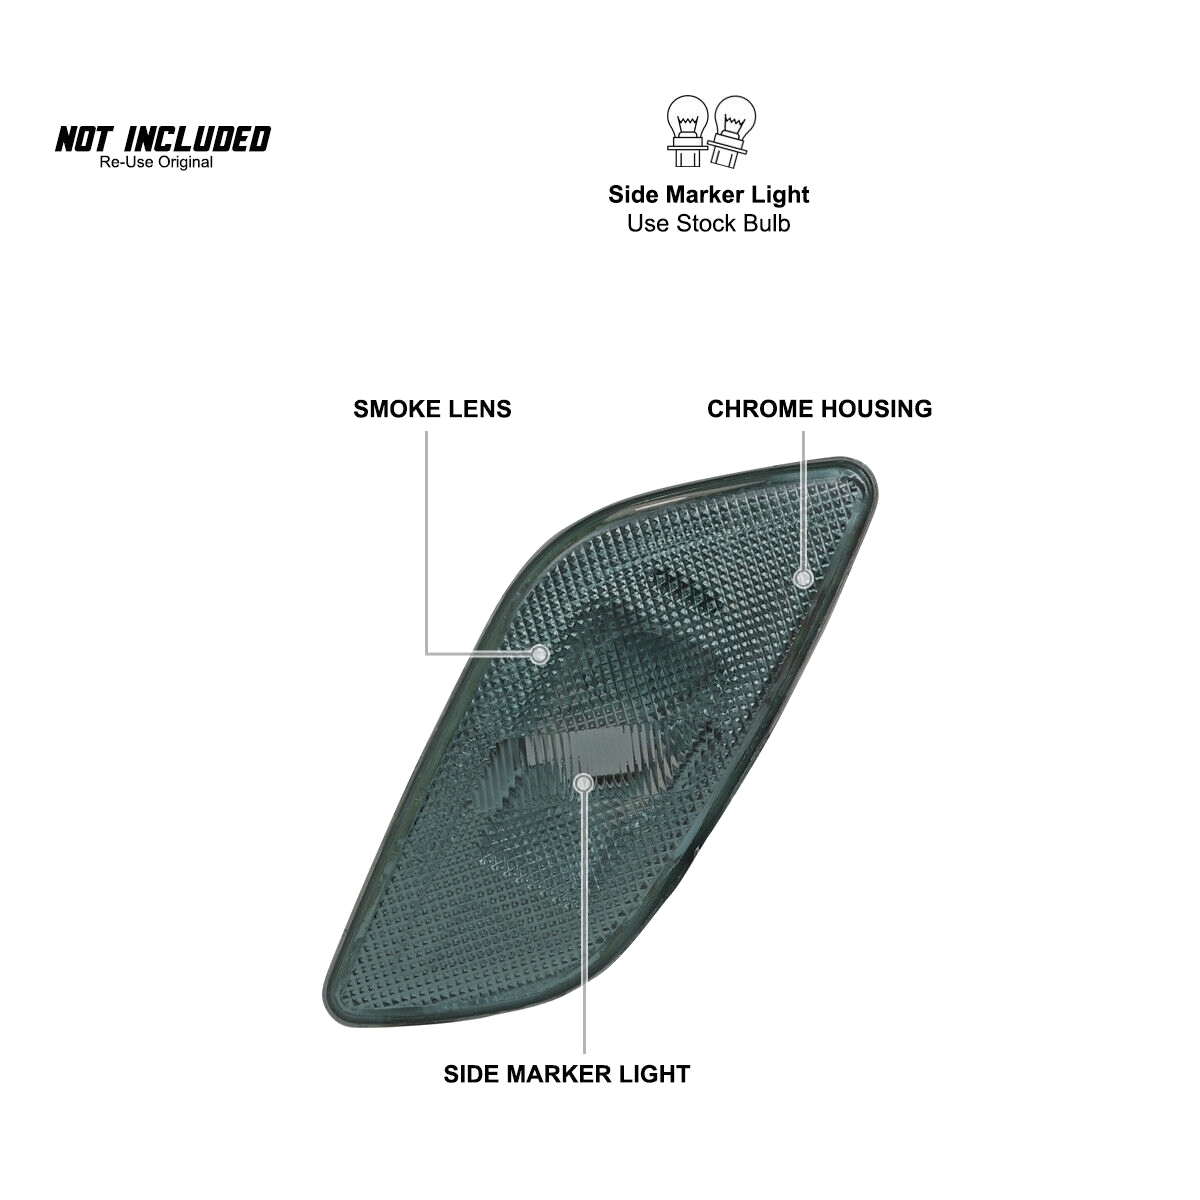 NOT INCLUDED
Re-Use Original
Side Marker Light
Use Stock Bulb
SMOKE LENS
CHROME HOUSING
SIDE MARKER LIGHT